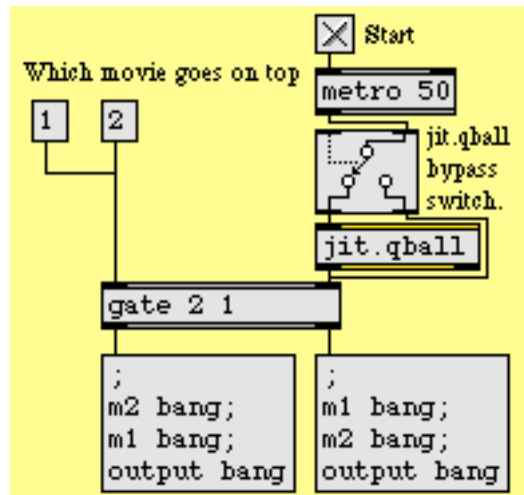 Start
Which movie goes on top
metro 50
1
2
jit.qball
bypass
switch.
jit.qball
gate 2 1
;
m2 bang;
m1 bang;
output bang
;
m1 bang;
m2 bang;
output bang